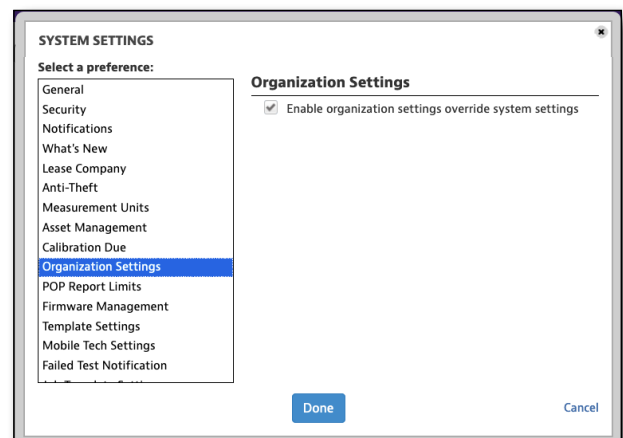 SYSTEM SETTINGS
Select a preference:
General
Security
Notifications
What's New
Lease Company
Anti-Theft
Measurement Units
Asset Management
Calibration Due
Organization Settings
POP Report Limits
Firmware Management
Template Settings
Mobile Tech Settings
Failed Test Notification
Organization Settings
Enable organization settings override system settings
Done
Cancel